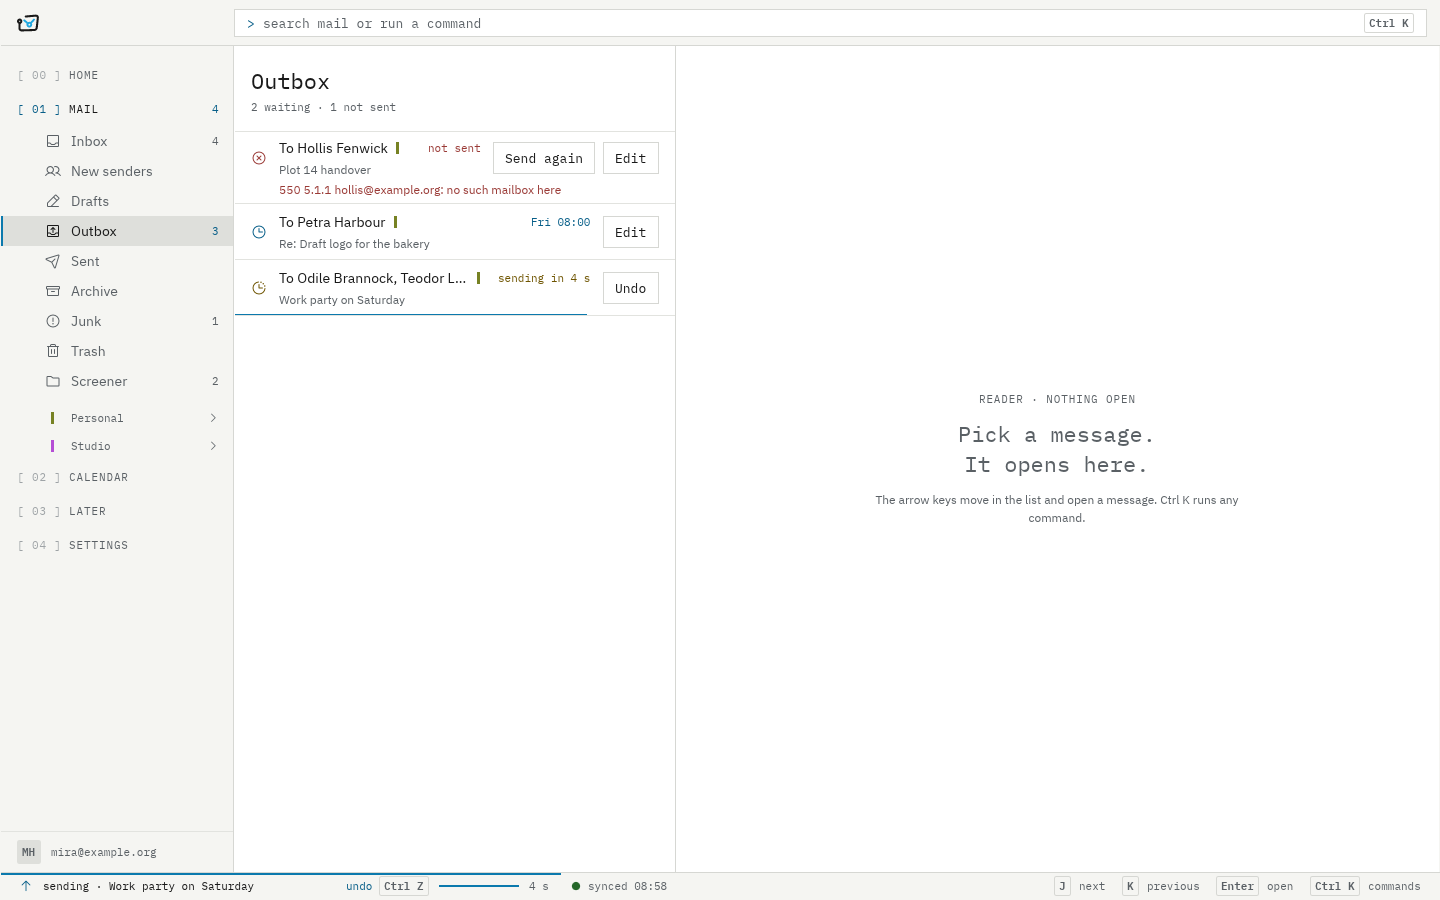 > search mail or run a command Ctrl K
[ 00 ] HOME
[ 01 ] MAIL 4
Inbox 4
New senders
Drafts
Outbox 3
Sent
Archive
Junk 1
Trash
Screener 2
Personal
Studio
[ 02 ] CALENDAR
[ 03 ] LATER
[ 04 ] SETTINGS
MH mira@example.org
Outbox
2 waiting · 1 not sent
To Hollis Fenwick not sent Send again Edit
Plot 14 handover
550 5.1.1 hollis@example.org: no such mailbox here
To Petra Harbour Fri 08:00 Edit
Re: Draft logo for the bakery
To Odile Brannock, Teodor L... sending in 4 s Undo
Work party on Saturday
READER · NOTHING OPEN
Pick a message.
It opens here.
The arrow keys move in the list and open a message. Ctrl K runs any
command.
sending · Work party on Saturday undo Ctrl Z 4 s synced 08:58 J next K previous Enter open Ctrl K commands